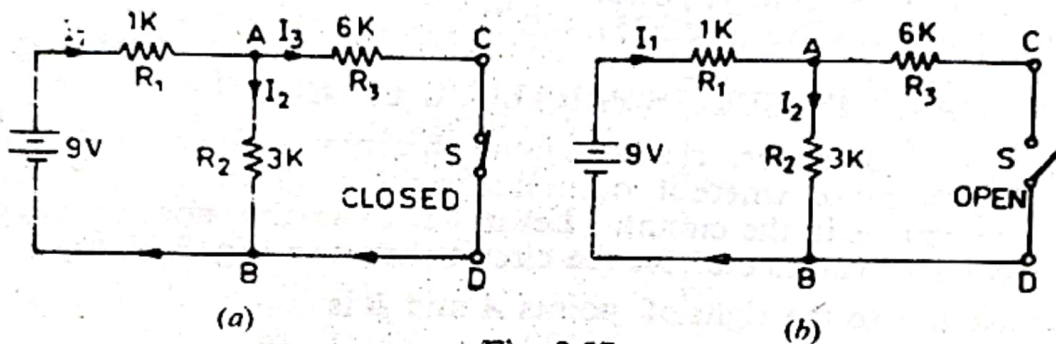 1K A I3 6K C
R1 R3
I2
9V R2 3K S
CLOSED
B D
(a)
I1 1K A 6K C
R1 R3
I2
9V R2 3K S
OPEN
B D
(b)